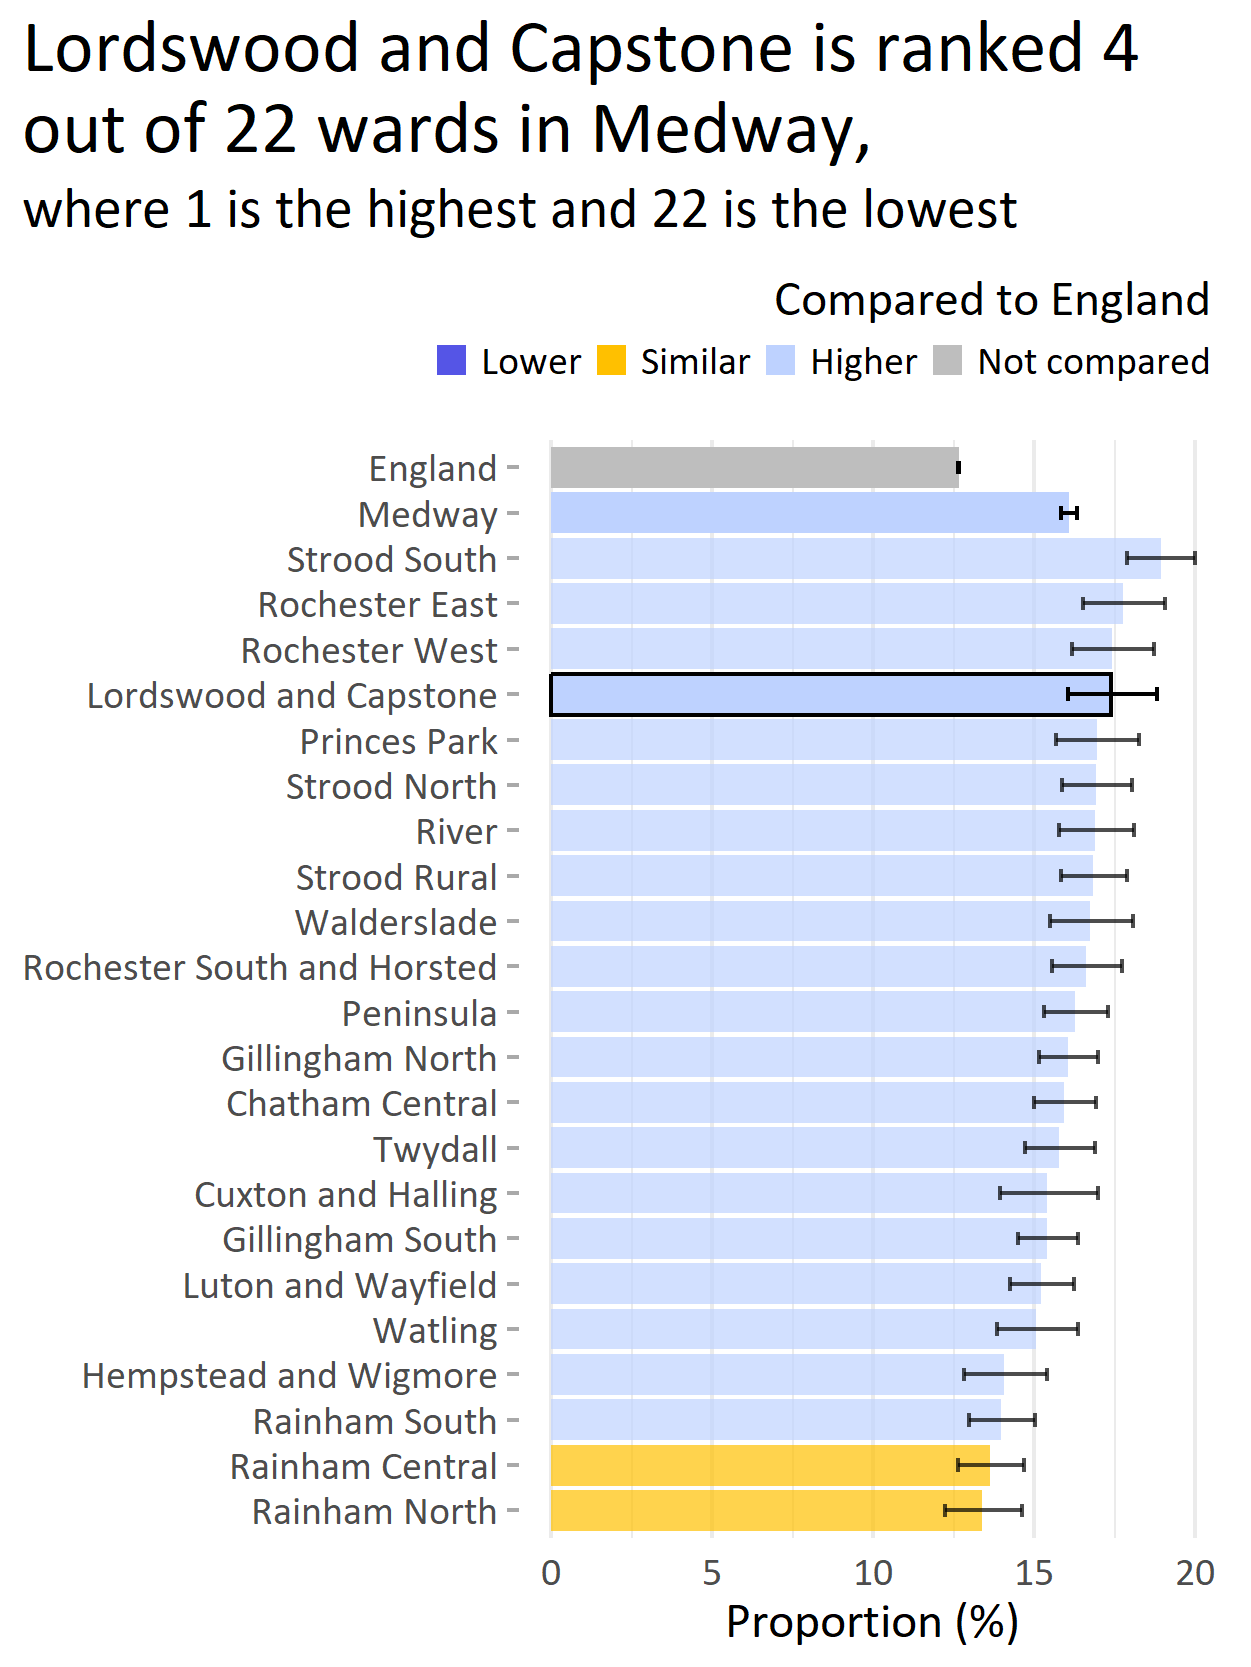 Lordswood and Capstone is ranked 4
out of 22 wards in Medway,
where 1 is the highest and 22 is the lowest
Compared to England
Lower Similar Higher Not compared
England
Medway
Strood South
Rochester East
Rochester West
Lordswood and Capstone
Princes Park
Strood North
River
Strood Rural
Walderslade
Rochester South and Horsted
Peninsula
Gillingham North
Chatham Central
Twydall
Cuxton and Halling
Gillingham South
Luton and Wayfield
Watling
Hempstead and Wigmore
Rainham South
Rainham Central
Rainham North
0 5 10 15 20
Proportion (%)